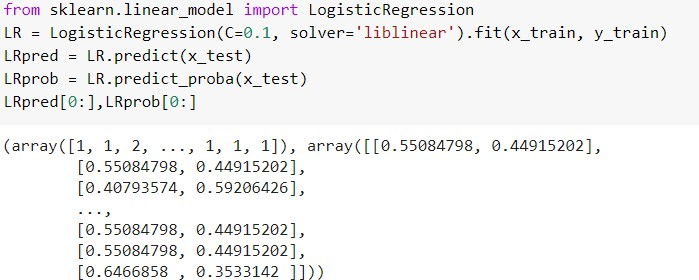 from sklearn.linear_model import LogisticRegression
LR = LogisticRegression(C=0.1, solver='liblinear').fit(x_train, y_train)
LRpred = LR.predict(x_test)
LRprob = LR.predict_proba(x_test)
LRpred[0:],LRprob[0:]
(array([1, 1, 2, ..., 1, 1, 1]), array([[0.55084798, 0.44915202],
[0.55084798, 0.44915202],
[0.40793574, 0.59206426],
...,
[0.55084798, 0.44915202],
[0.55084798, 0.44915202],
[0.6466858 , 0.3533142 ]]))